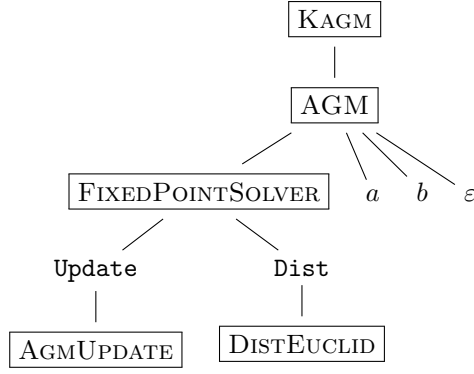 KAGM
AGM
FIXEDPOINTSOLVER a b ε
Update Dist
AGMUPDATE DISTEUCLID